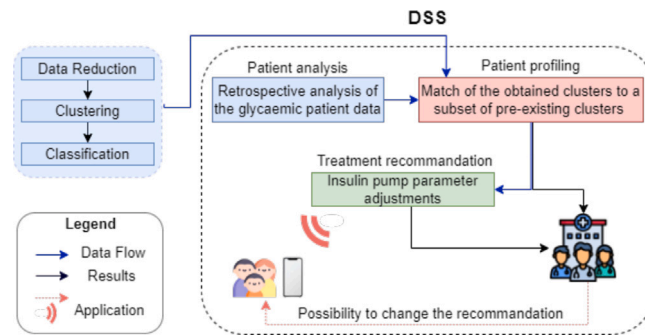 DSS
Data Reduction
Clustering
Classification
Patient analysis
Retrospective analysis of
the glycaemic patient data
Patient profiling
Match of the obtained clusters to a
subset of pre-existing clusters
Treatment recommandation
Insulin pump parameter
adjustments
Legend
Data Flow
Results
Application
Possibility to change the recommendation